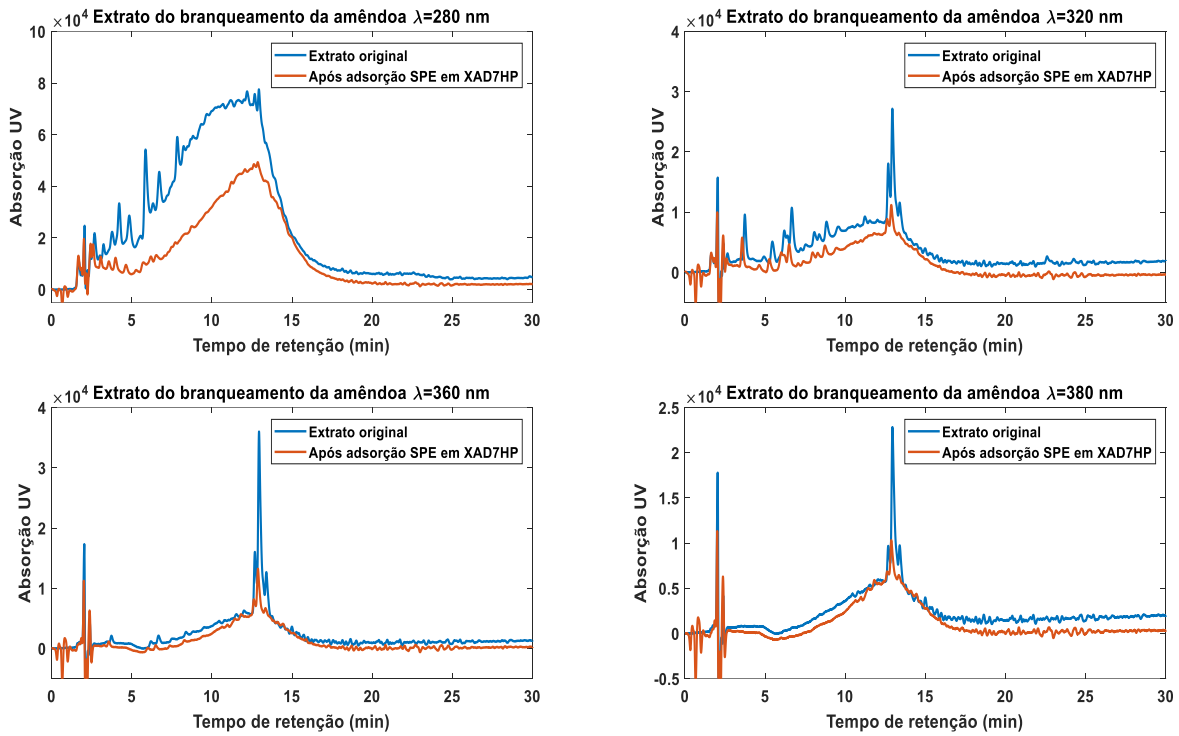 ×10⁴ Extrato do branqueamento da amêndoa λ=280 nm
10
8
6
4
2
0
Absorção UV
Extrato original
Após adsorção SPE em XAD7HP
0 5 10 15 20 25 30
Tempo de retenção (min)
×10⁴ Extrato do branqueamento da amêndoa λ=320 nm
4
3
2
1
0
Absorção UV
Extrato original
Após adsorção SPE em XAD7HP
0 5 10 15 20 25 30
Tempo de retenção (min)
×10⁴ Extrato do branqueamento da amêndoa λ=360 nm
4
3
2
1
0
Absorção UV
Extrato original
Após adsorção SPE em XAD7HP
0 5 10 15 20 25 30
Tempo de retenção (min)
×10⁴ Extrato do branqueamento da amêndoa λ=380 nm
2.5
2
1.5
1
0.5
0
-0.5
Absorção UV
Extrato original
Após adsorção SPE em XAD7HP
0 5 10 15 20 25 30
Tempo de retenção (min)